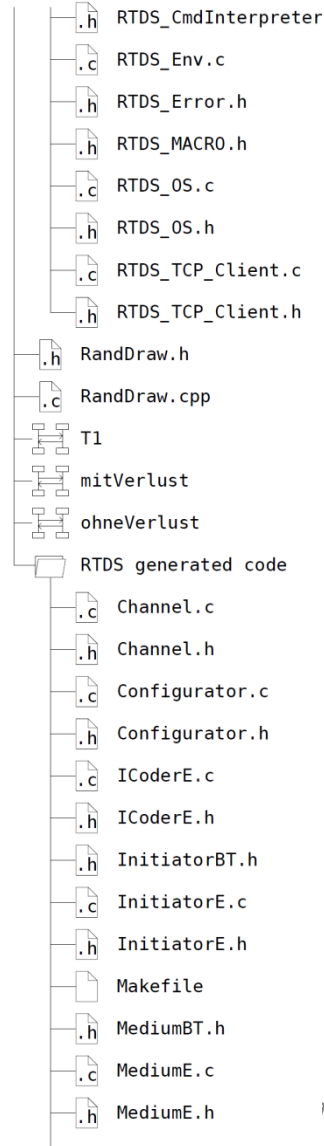 .h RTDS_CmdInterpreter
.c RTDS_Env.c
.h RTDS_Error.h
.h RTDS_MACRO.h
.c RTDS_OS.c
.h RTDS_OS.h
.c RTDS_TCP_Client.c
.h RTDS_TCP_Client.h
.h RandDraw.h
.c RandDraw.cpp
T1
mitVerlust
ohneVerlust
RTDS generated code
.c Channel.c
.h Channel.h
.c Configurator.c
.h Configurator.h
.c ICoderE.c
.h ICoderE.h
.h InitiatorBT.h
.c InitiatorE.c
.h InitiatorE.h
Makefile
.h MediumBT.h
.c MediumE.c
.h MediumE.h